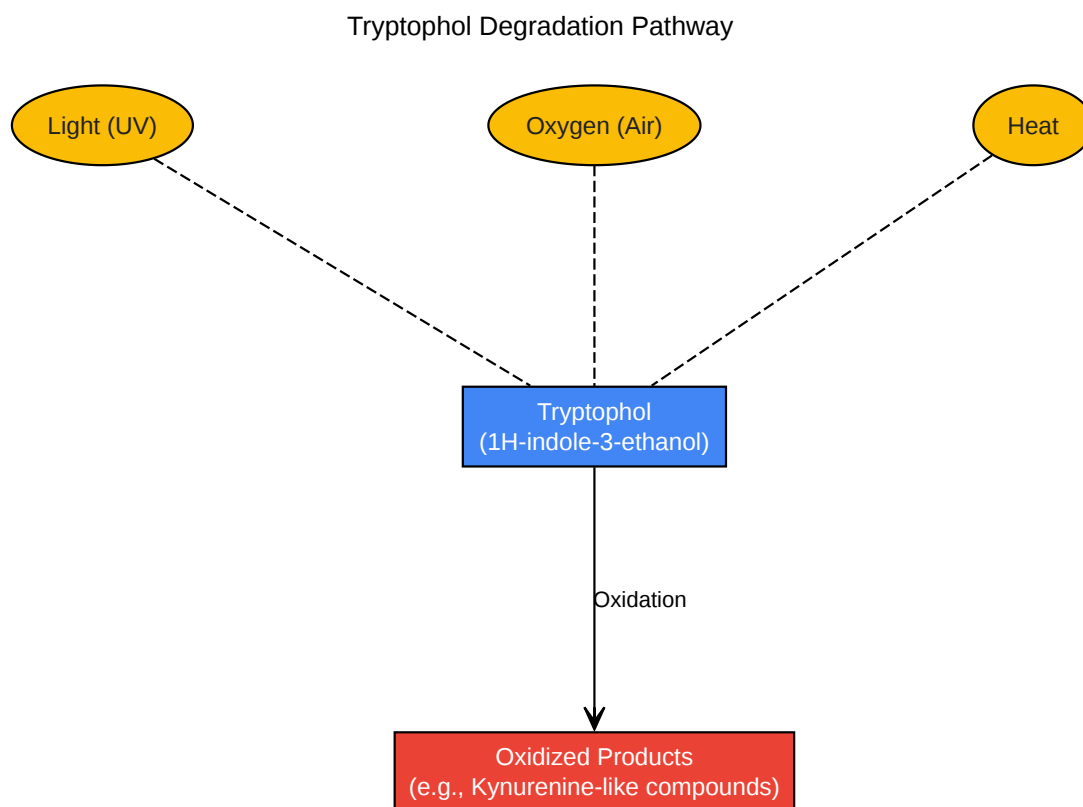 Tryptophol Degradation Pathway
Light (UV)
Oxygen (Air)
Heat
Tryptophol
(1H-indole-3-ethanol)
Oxidation
Oxidized Products
(e.g., Kynurenine-like compounds)